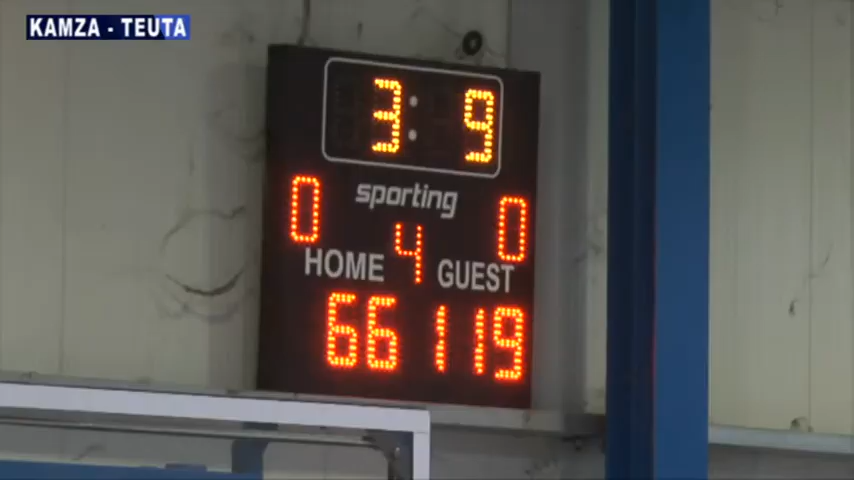 KAMZA - TEUTA
3: 9
sporting
0 4 0
HOME GUEST
66 119